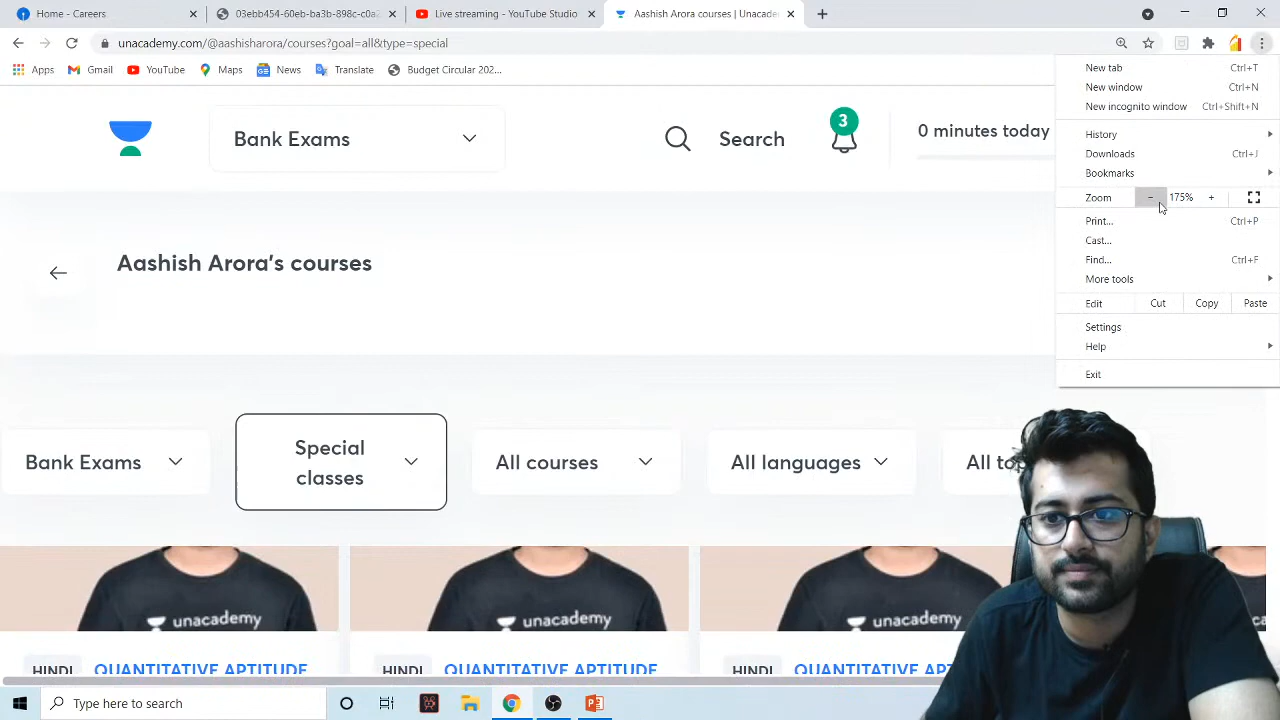 Home – Careers
03ebb454-60eb-ba3b-898c-c0a2
Live streaming - YouTube Studio
Aashish Arora courses | Unacade
unacademy.com/@aashisharora/courses?goal=all&type=special
Apps
Gmail
YouTube
Maps
News
Translate
Budget Circular 202...
New tab Ctrl+T
New window Ctrl+N
New incognito window Ctrl+Shift+N
History
Downloads Ctrl+J
Bookmarks
Zoom − 175% +
Print... Ctrl+P
Cast...
Find... Ctrl+F
More tools
Edit Cut Copy Paste
Settings
Help
Exit
Bank Exams
Search
3
0 minutes today
Aashish Arora's courses
Bank Exams
Special
classes
All courses
All languages
All top
unacademy
unacademy
unacademy
unacademy
HINDI QUANTITATIVE APTITUDE
HINDI QUANTITATIVE APTITUDE
HINDI QUANTITATIVE APT
Type here to search